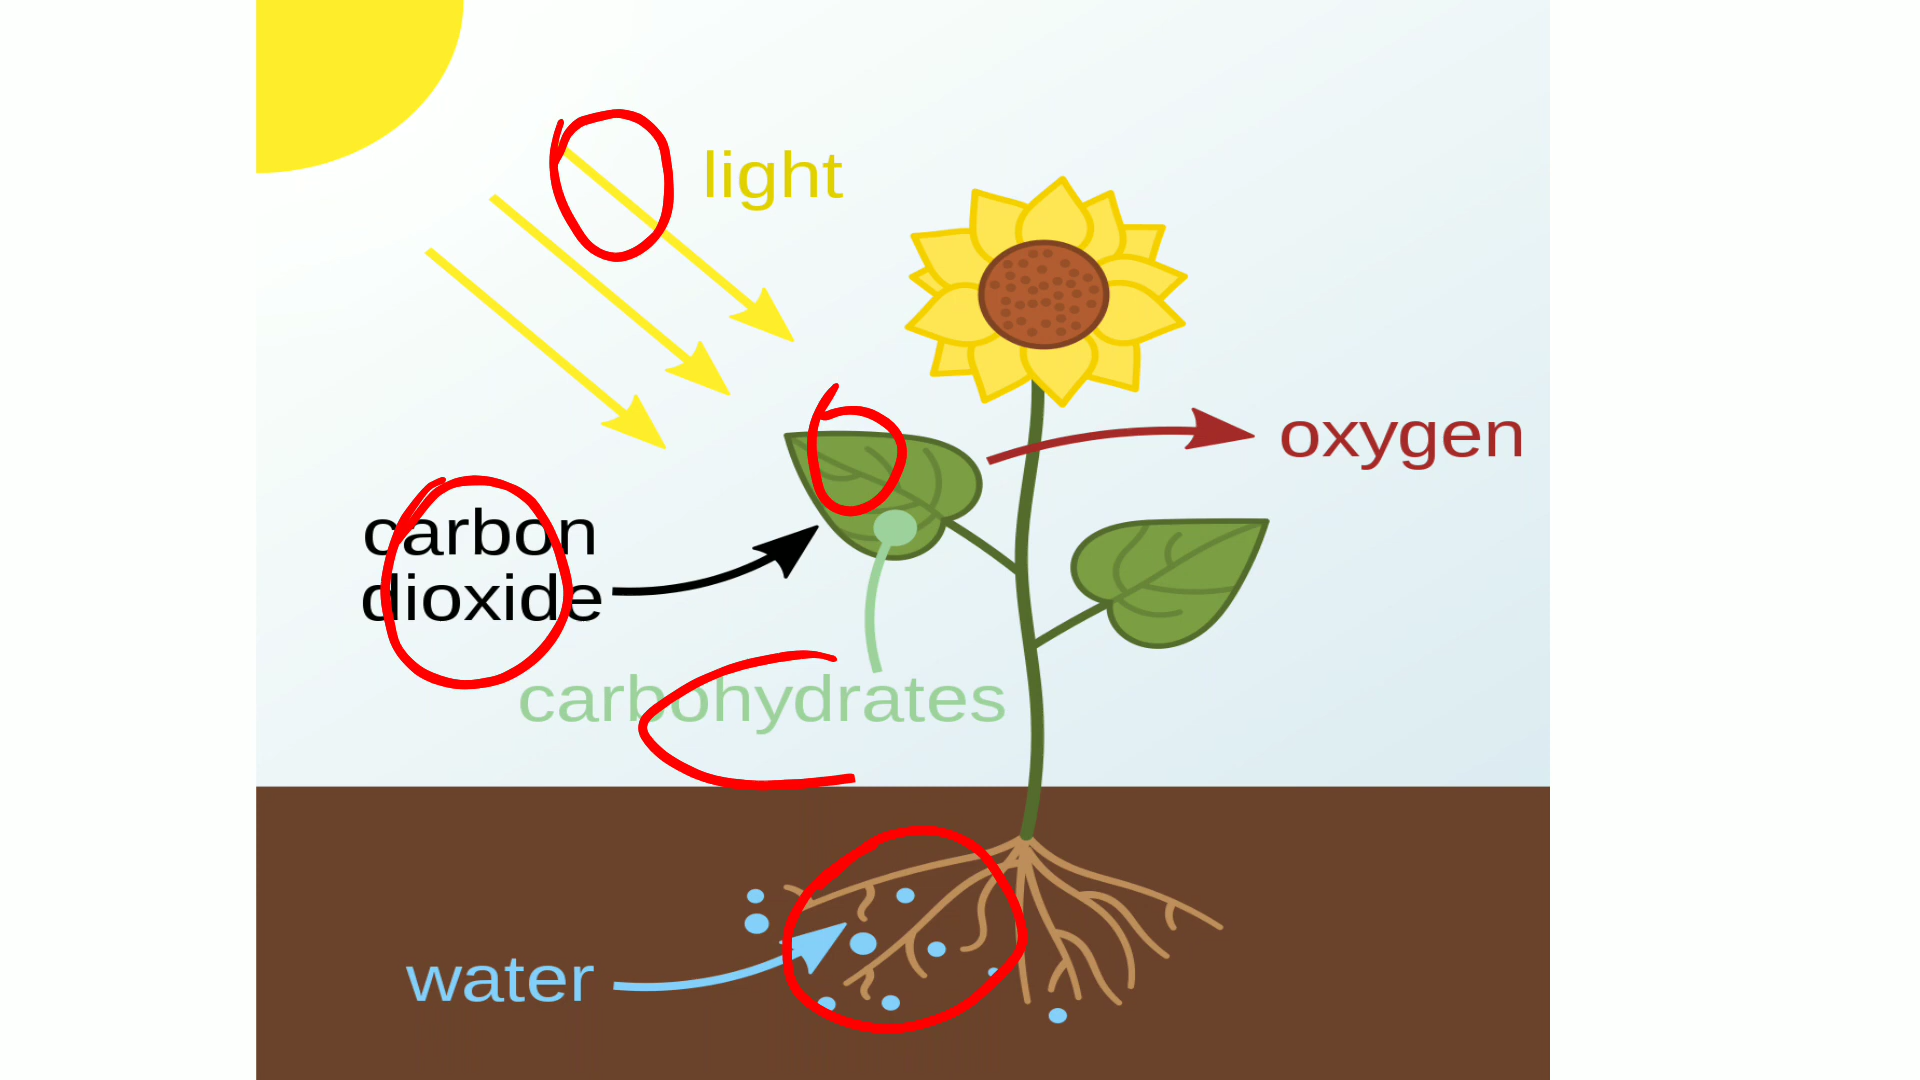 light
oxygen
carbon
dioxide
carbohydrates
water